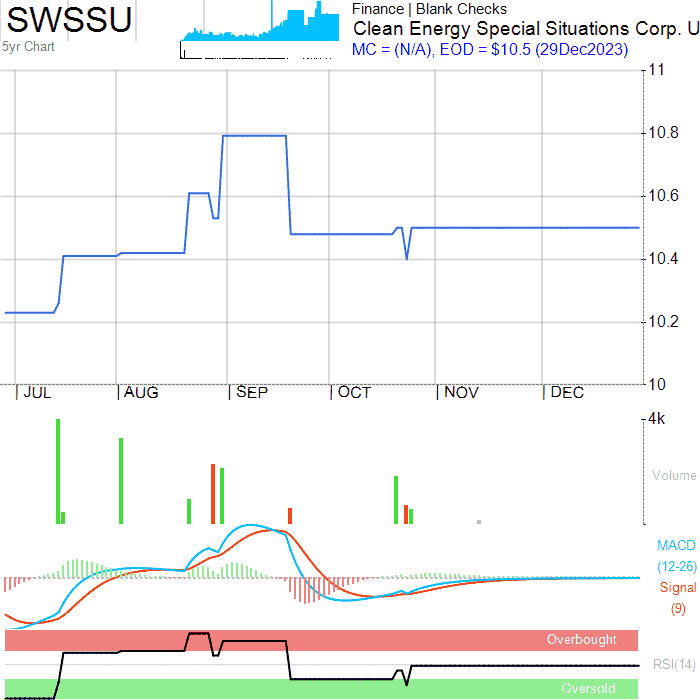 SWSSU
5yr Chart
Finance | Blank Checks
Clean Energy Special Situations Corp. U
MC = (N/A), EOD = $10.5 (29Dec2023)
11
10.8
10.6
10.4
10.2
10
JUL AUG SEP OCT NOV DEC
4k
Volume
MACD
(12-26)
Signal
(9)
Overbought
RSI(14)
Oversold